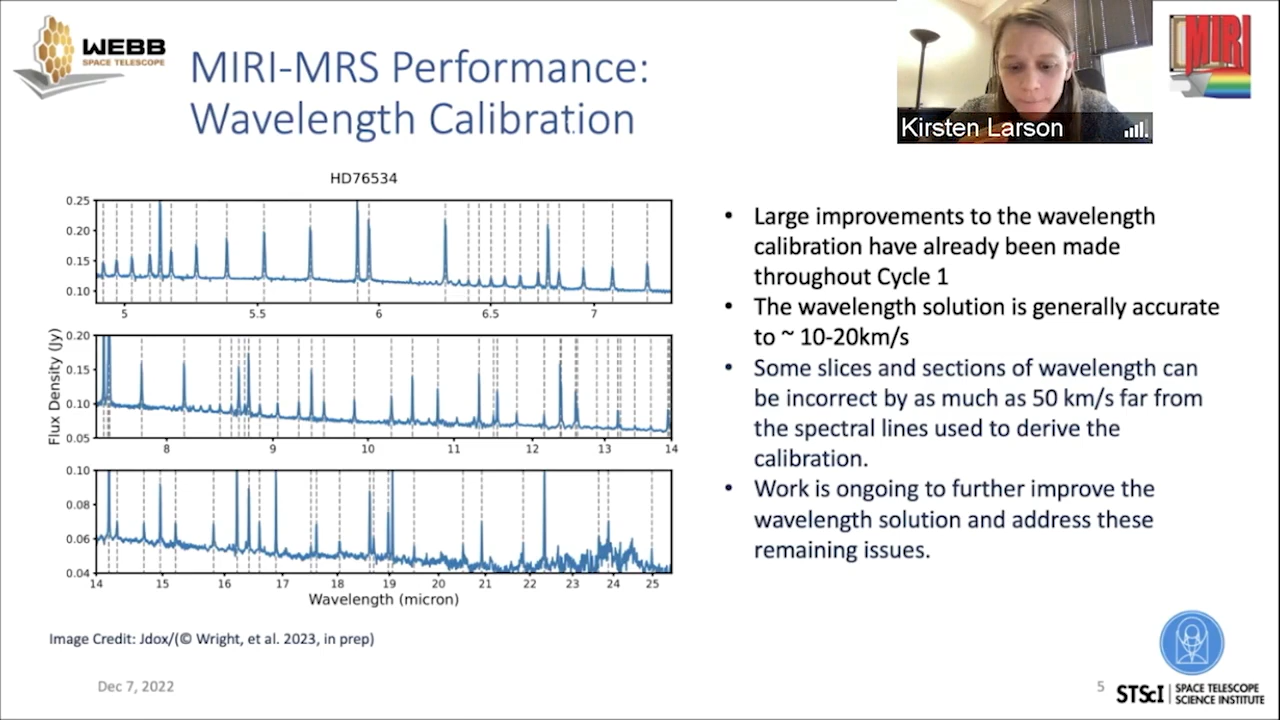 WEBB
SPACE TELESCOPE
MIRI-MRS Performance:
Wavelength Calibration
Kirsten Larson
MIRI
HD76534
0.25
0.20
0.15
0.10
5
5.5
6
6.5
7
Flux Density (Jy)
0.20
0.15
0.10
0.05
8
9
10
11
12
13
14
0.10
0.08
0.06
0.04
14
15
16
17
18
19
20
21
22
23
24
25
Wavelength (micron)
• Large improvements to the wavelength
calibration have already been made
throughout Cycle 1
• The wavelength solution is generally accurate
to ~ 10-20km/s
• Some slices and sections of wavelength can
be incorrect by as much as 50 km/s far from
the spectral lines used to derive the
calibration.
• Work is ongoing to further improve the
wavelength solution and address these
remaining issues.
Image Credit: Jdox/(© Wright, et al. 2023, in prep)
Dec 7, 2022
5
STScI | SPACE TELESCOPE
SCIENCE INSTITUTE